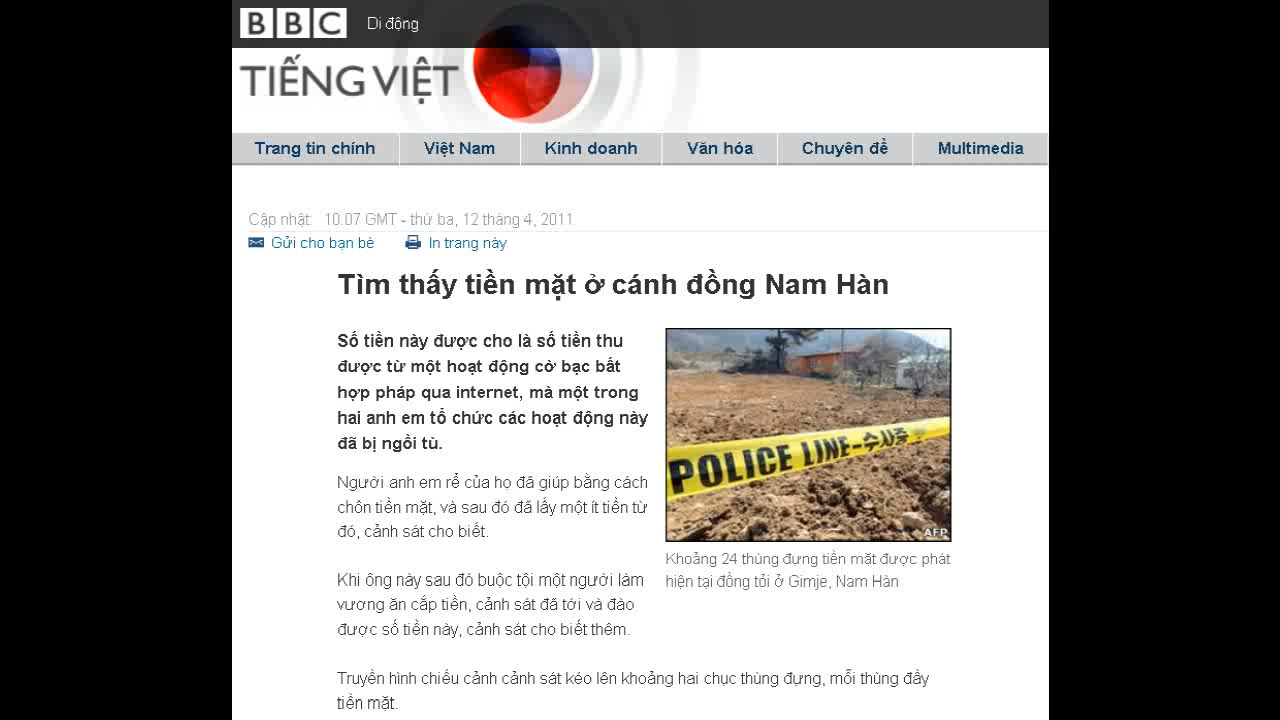 BBC Di động
TIẾNG VIỆT
Trang tin chính Việt Nam Kinh doanh Văn hóa Chuyên đề Multimedia
Cập nhật: 10.07 GMT - thứ ba, 12 tháng 4, 2011
Gửi cho bạn bè In trang này
Tìm thấy tiền mặt ở cánh đồng Nam Hàn
Số tiền này được cho là số tiền thu
được từ một hoạt động cờ bạc bất
hợp pháp qua internet, mà một trong
hai anh em tổ chức các hoạt động này
đã bị ngồi tù.
Người anh em rể của họ đã giúp bằng cách
chôn tiền mặt, và sau đó đã lấy một ít tiền từ
đó, cảnh sát cho biết.
Khi ông này sau đó buộc tội một người làm
vương ăn cắp tiền, cảnh sát đã tới và đào
được số tiền này, cảnh sát cho biết thêm.
POLICE LINE-수사중
AFP
Khoảng 24 thùng đựng tiền mặt được phát
hiện tại đồng tỏi ở Gimje, Nam Hàn
Truyền hình chiếu cảnh cảnh sát kéo lên khoảng hai chục thùng đựng, mỗi thùng đầy
tiền mặt.